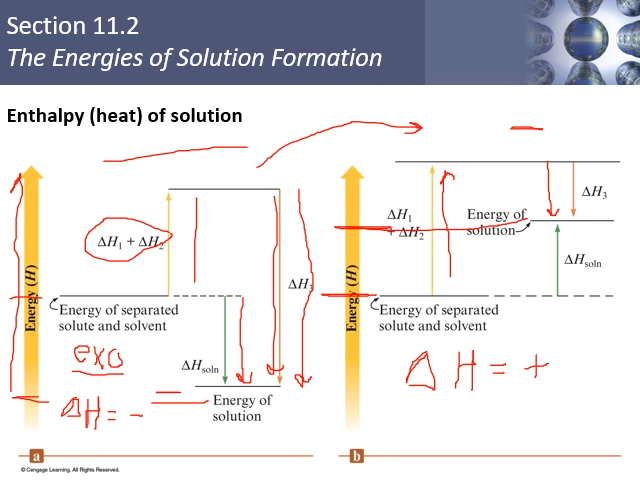 Section 11.2
The Energies of Solution Formation
Enthalpy (heat) of solution
Energy (H)
ΔH₁ + ΔH₂
ΔH₃
Energy of separated
solute and solvent
ΔHsoln
Energy of
solution
exo
ΔH = -
a
© Cengage Learning. All Rights Reserved.
Energy (H)
ΔH₁
+ ΔH₂
Energy of
solution
ΔH₃
ΔHsoln
Energy of separated
solute and solvent
ΔH = +
b